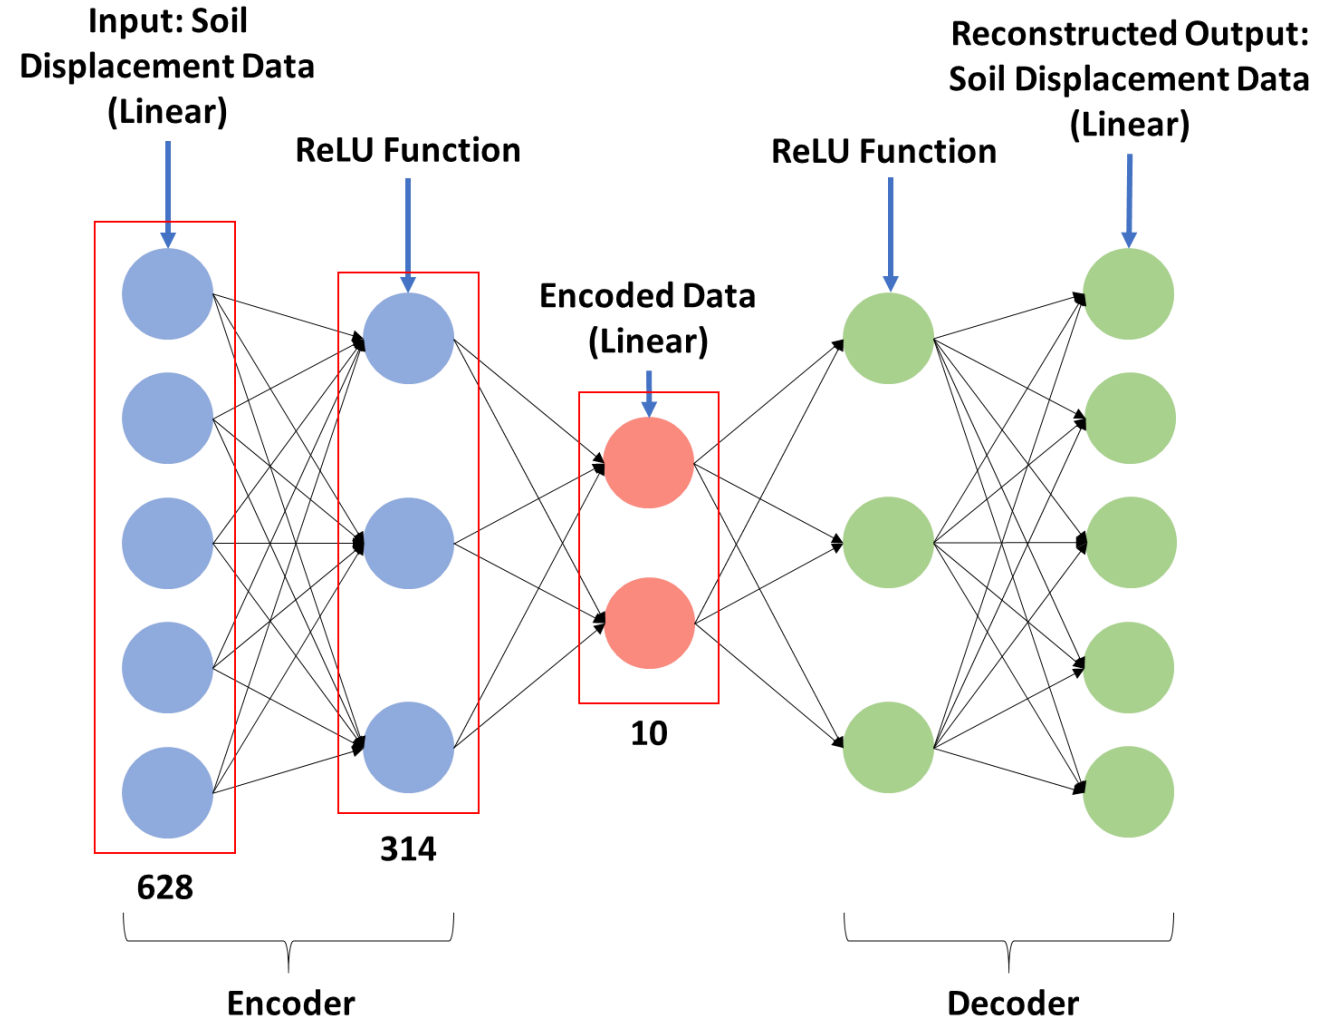 Input: Soil
Displacement Data
(Linear)
ReLU Function
Encoded Data
(Linear)
ReLU Function
Reconstructed Output:
Soil Displacement Data
(Linear)
628
314
10
Encoder
Decoder